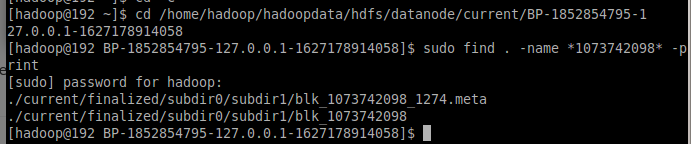 [hadoop@192 ~]$ cd /home/hadoop/hadoopdata/hdfs/datanode/current/BP-1852854795-1
27.0.0.1-1627178914058
[hadoop@192 BP-1852854795-127.0.0.1-1627178914058]$ sudo find . -name *1073742098* -p
rint
[sudo] password for hadoop:
./current/finalized/subdir0/subdir1/blk_1073742098_1274.meta
./current/finalized/subdir0/subdir1/blk_1073742098
[hadoop@192 BP-1852854795-127.0.0.1-1627178914058]$